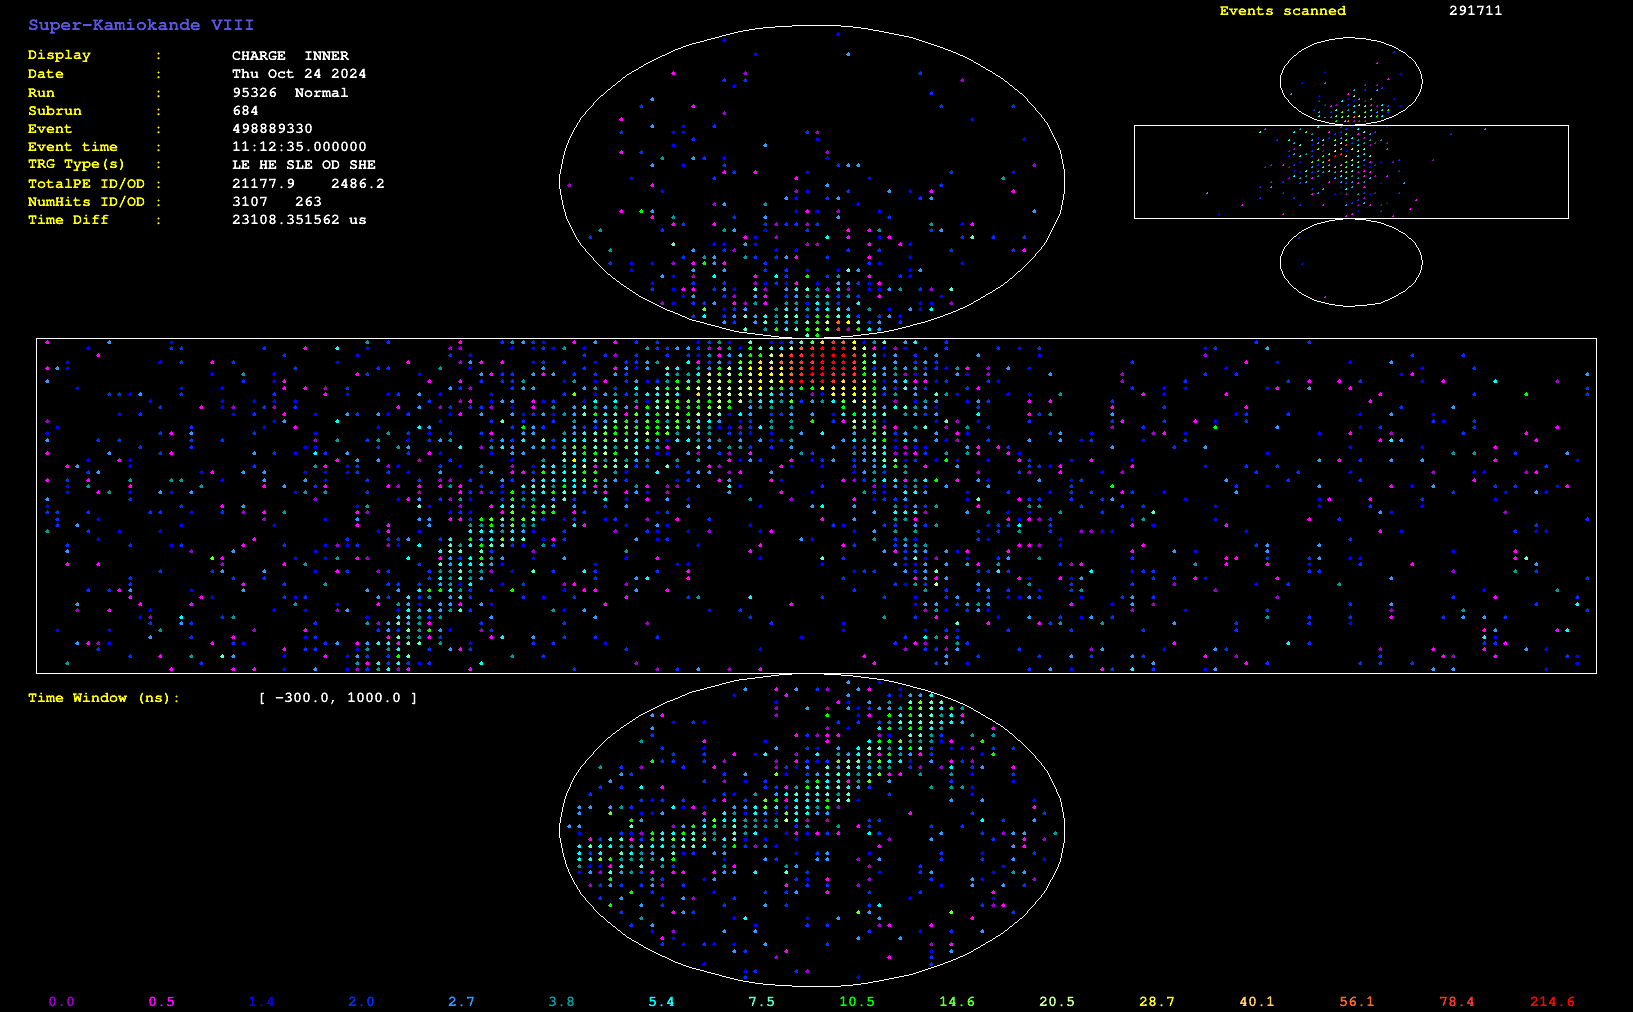 Super-Kamiokande VIII
Events scanned 291711
Display : CHARGE INNER
Date : Thu Oct 24 2024
Run : 95326 Normal
Subrun : 684
Event : 498889330
Event time : 11:12:35.000000
TRG Type(s) : LE HE SLE OD SHE
TotalPE ID/OD : 21177.9 2486.2
NumHits ID/OD : 3107 263
Time Diff : 23108.351562 us
Time Window (ns): [ −300.0, 1000.0 ]
0.0 0.5 1.4 2.0 2.7 3.8 5.4 7.5 10.5 14.6 20.5 28.7 40.1 56.1 78.4 214.6